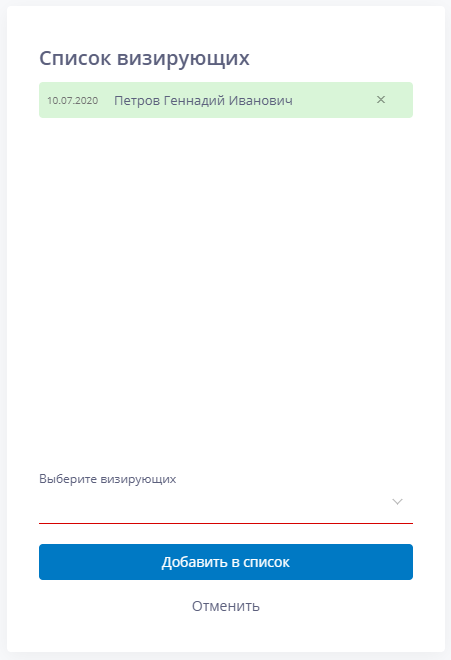 Список визирующих
10.07.2020 Петров Геннадий Иванович
Выберите визирующих
Добавить в список
Отменить